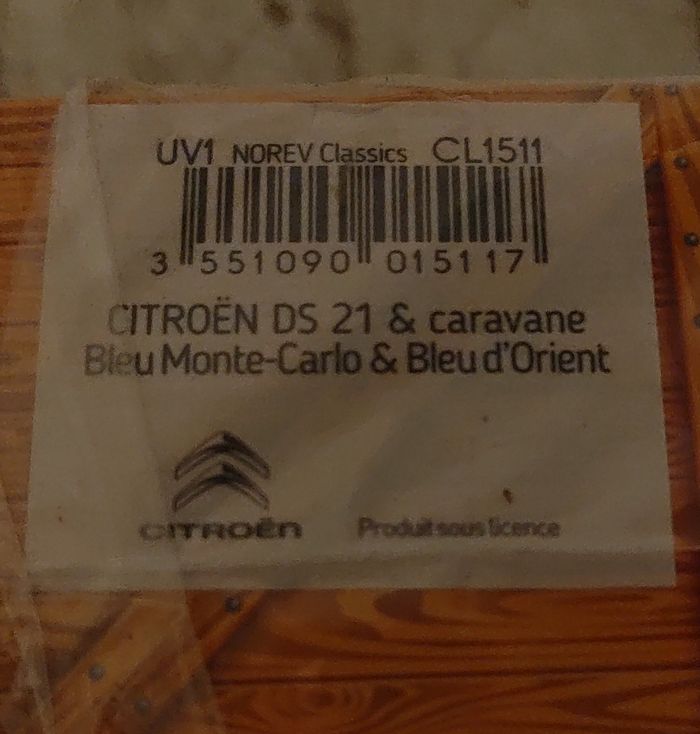 UV1 NOREV Classics CL1511
3 551090 015117
CITROËN DS 21 & caravane
Bleu Monte-Carlo & Bleu d'Orient
CITROËN Produit sous licence